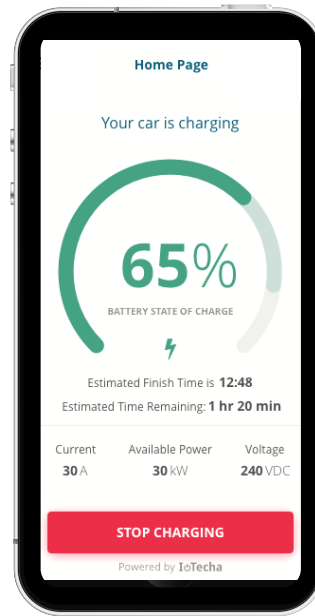 Home Page
Your car is charging
65%
BATTERY STATE OF CHARGE
Estimated Finish Time is 12:48
Estimated Time Remaining: 1 hr 20 min
Current Available Power Voltage
30 A 30 kW 240 VDC
STOP CHARGING
Powered by IoTecha